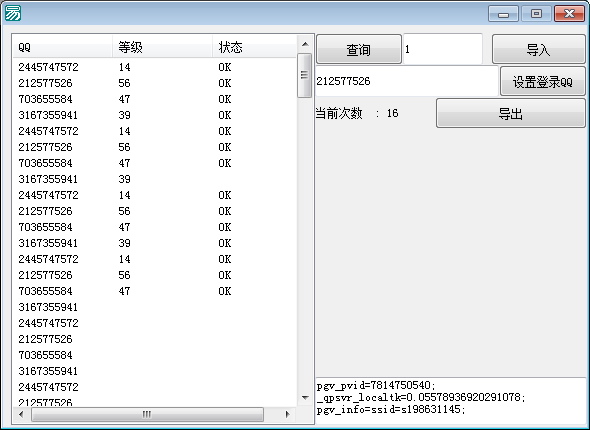 易
QQ 等级 状态
2445747572 14 OK
212577526 56 OK
703655584 47 OK
3167355941 39 OK
2445747572 14 OK
212577526 56 OK
703655584 47 OK
3167355941 39
2445747572 14 OK
212577526 56 OK
703655584 47 OK
3167355941 39 OK
2445747572 14 OK
212577526 56 OK
703655584 47 OK
3167355941
2445747572
212577526
703655584
3167355941
2445747572
212577526
查询 1 导入
212577526 设置登录QQ
当前次数 : 16 导出
pgv_pvid=7814750540;
_qpsvr_localtk=0.05578936920291078;
pgv_info=ssid=s198631145;